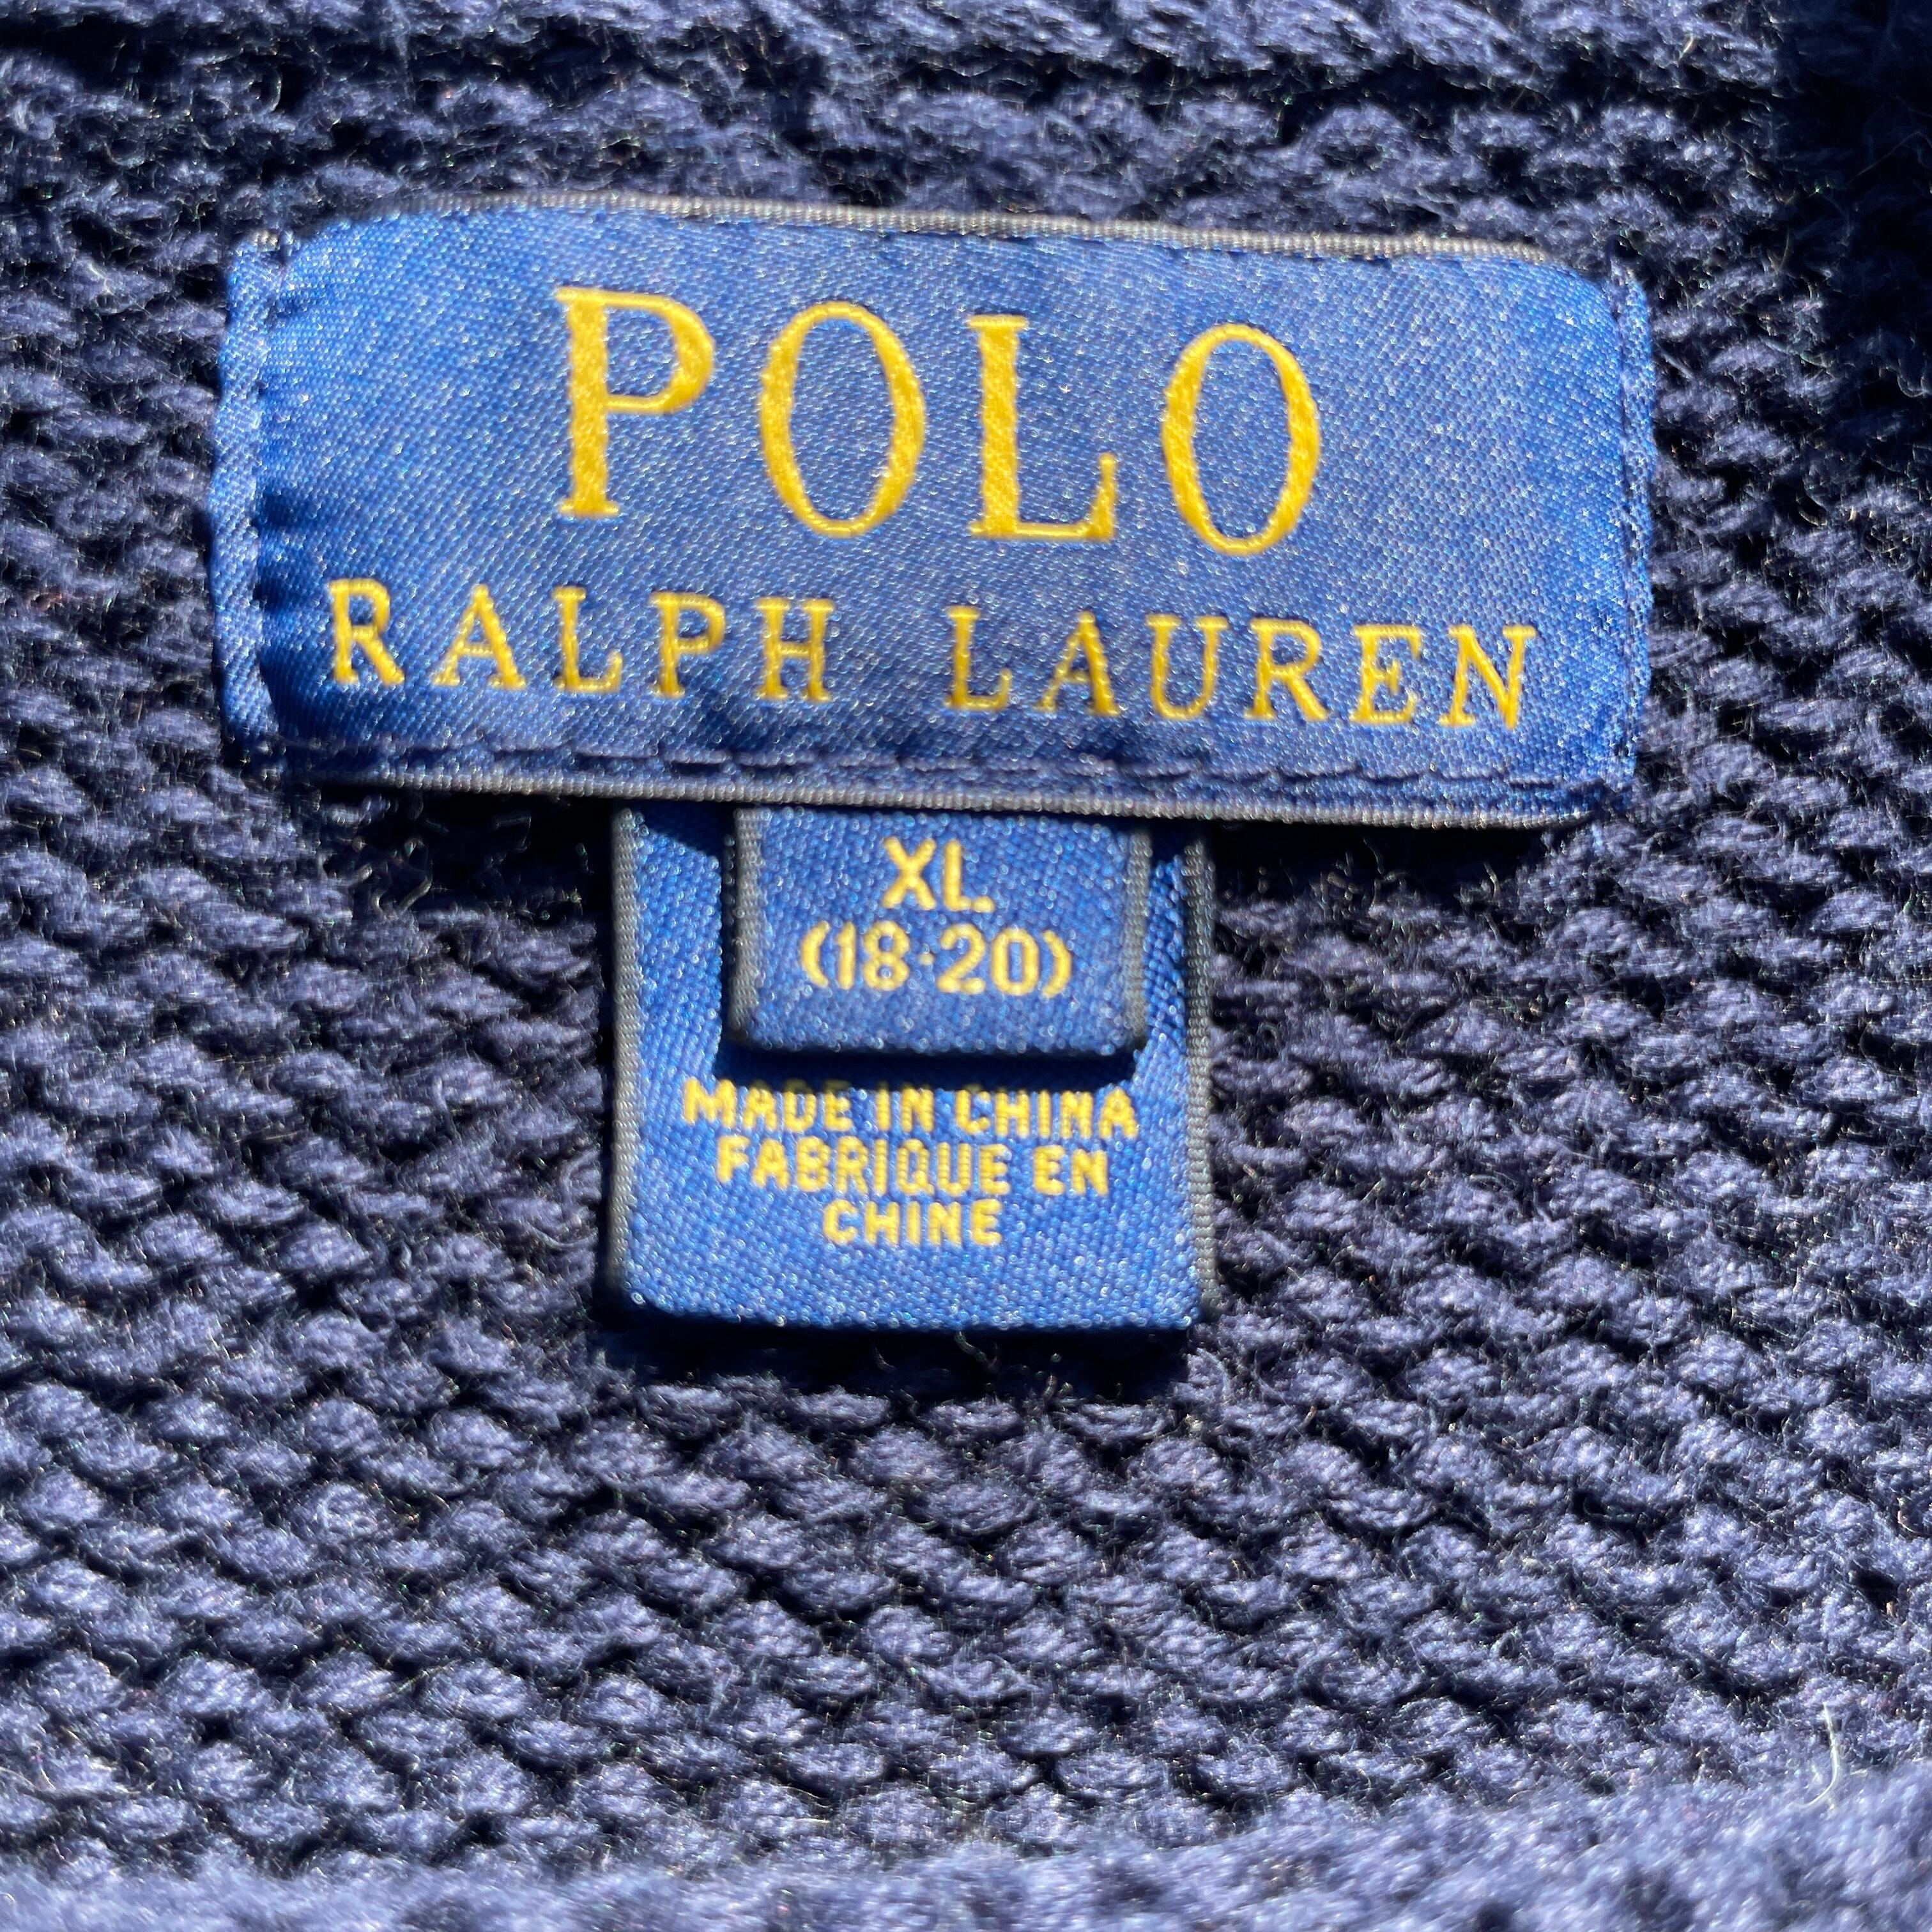 POLO
RALPH LAUREN
XL
(18-20)
MADE IN CHINA
FABRIQUE EN
CHINE